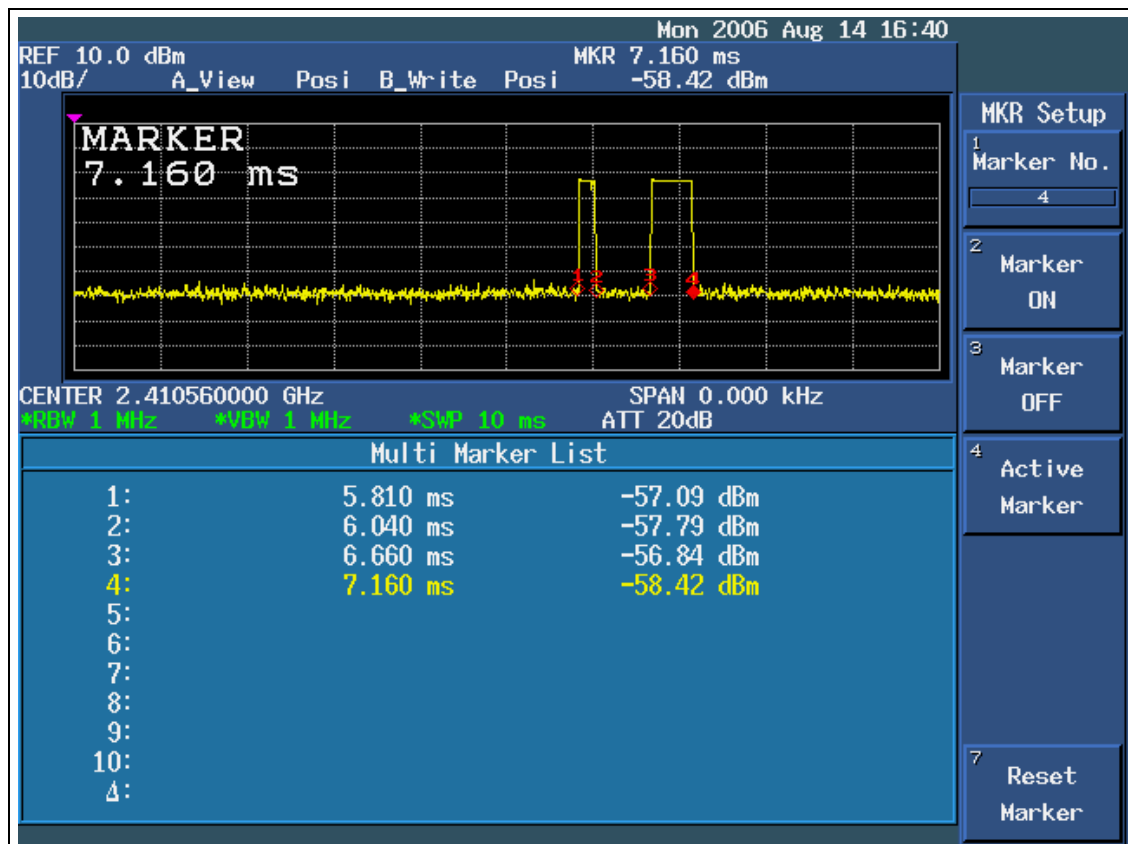 Mon 2006 Aug 14 16:40
REF 10.0 dBm MKR 7.160 ms
10dB/ A_View Posi B_Write Posi -58.42 dBm
MARKER
7.160 ms
1 2 3 4
CENTER 2.410560000 GHz SPAN 0.000 kHz
*RBW 1 MHz *VBW 1 MHz *SWP 10 ms ATT 20dB
Multi Marker List
1: 5.810 ms -57.09 dBm
2: 6.040 ms -57.79 dBm
3: 6.660 ms -56.84 dBm
4: 7.160 ms -58.42 dBm
5:
6:
7:
8:
9:
10:
Δ:
MKR Setup
1
Marker No.
4
2
Marker
ON
3
Marker
OFF
4
Active
Marker
7
Reset
Marker